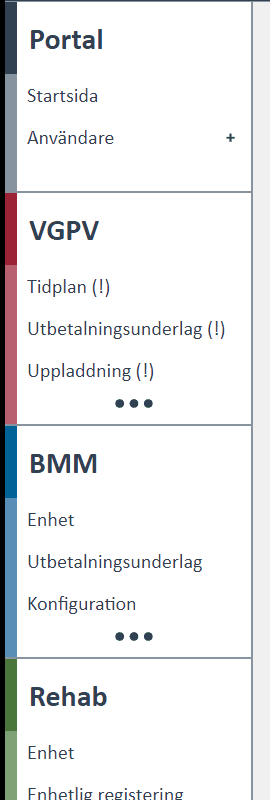 Portal
Startsida
Användare +
VGPV
Tidplan (!)
Utbetalningsunderlag (!)
Uppladdning (!)
BMM
Enhet
Utbetalningsunderlag
Konfiguration
Rehab
Enhet
Enhetlig registering